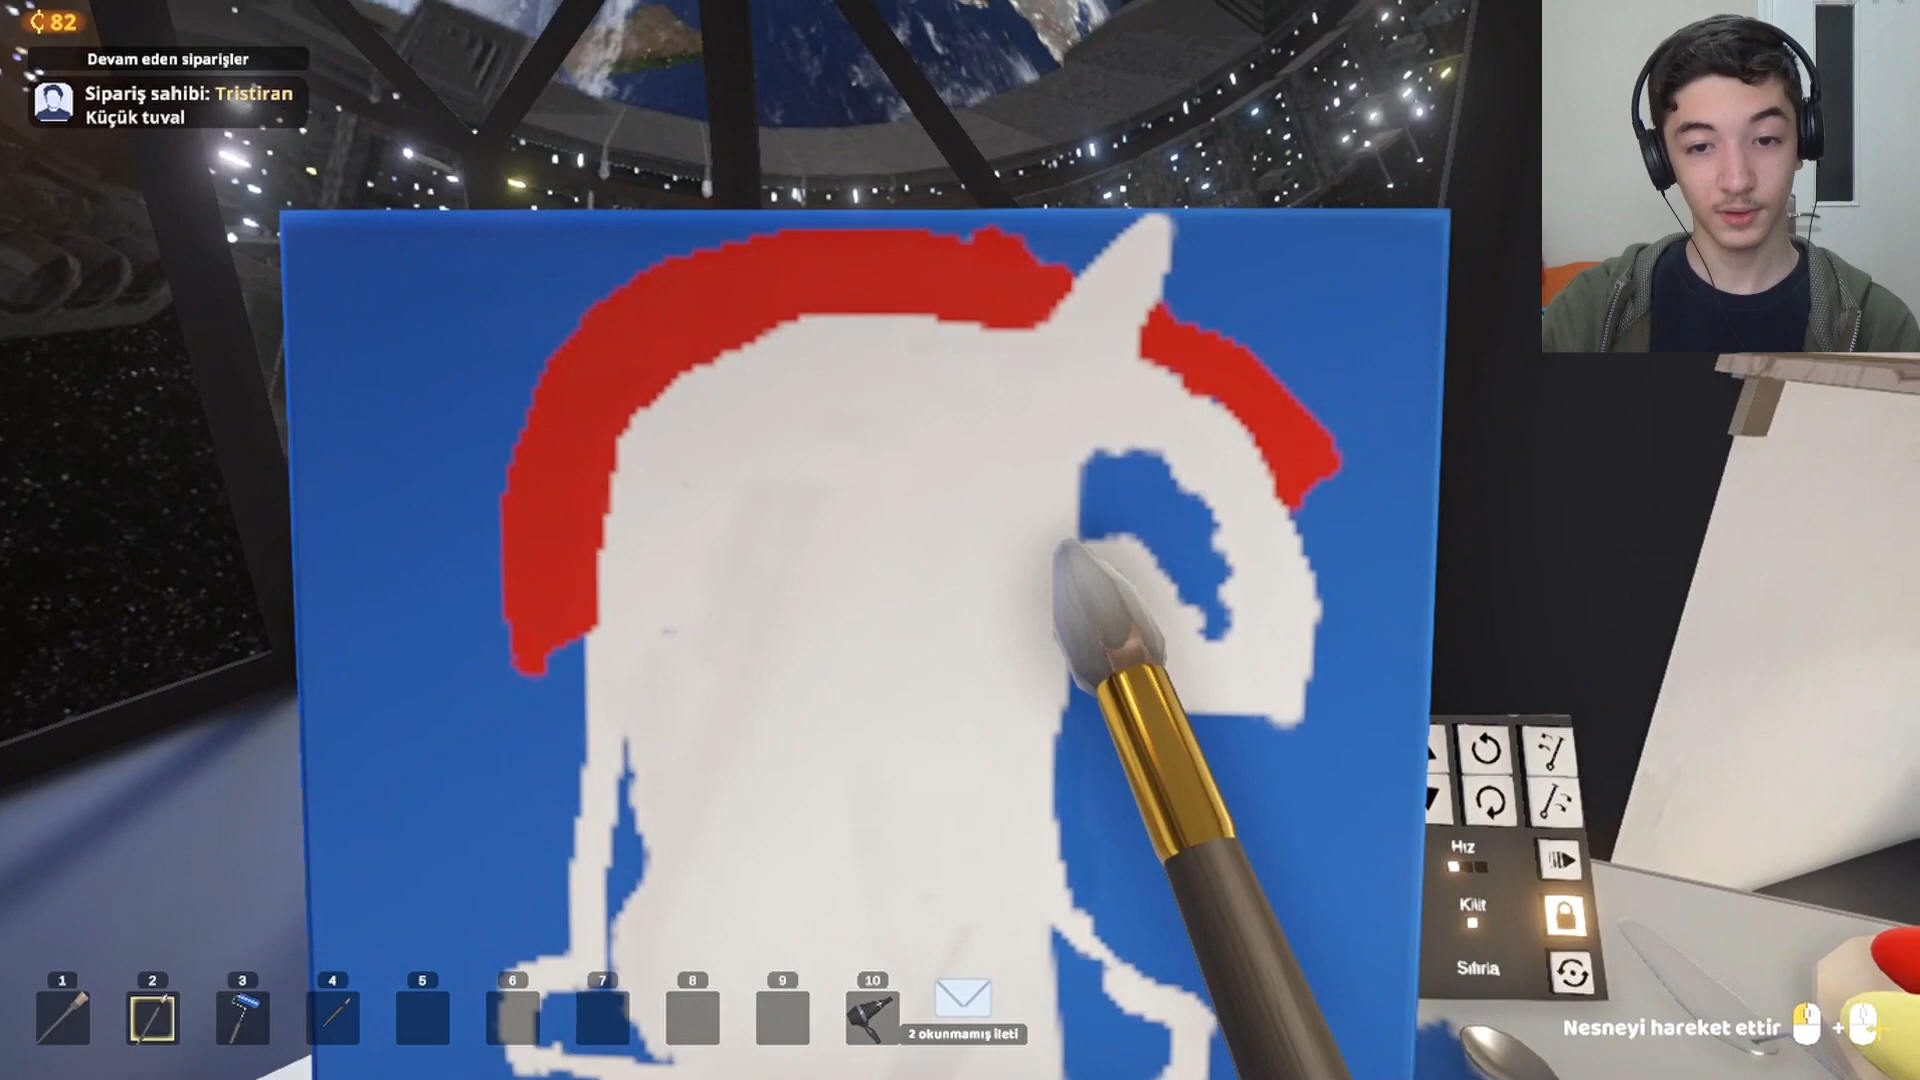 82
Devam eden siparişler
Sipariş sahibi: Tristiran
Küçük tuval
Hız
Kilit
Sıfırla
1 2 3 4 5 6 7 8 9 10
2 okunmamış ileti
Nesneyi hareket ettir +